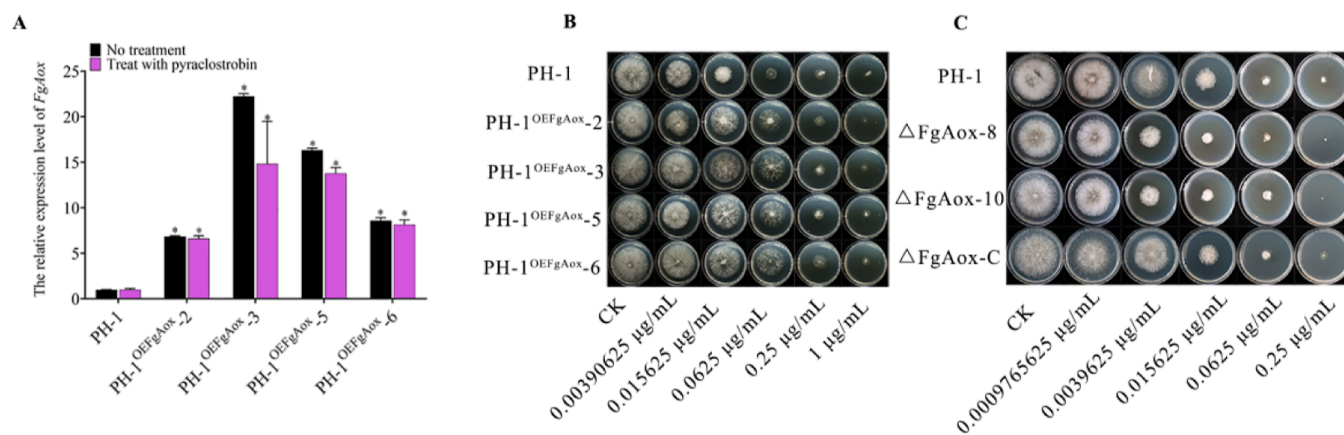 A
No treatment
Treat with pyraclostrobin
The relative expression level of FgAox
25
20
15
10
5
0
PH-1
PH-1OEFgAox-2
PH-1OEFgAox-3
PH-1OEFgAox-5
PH-1OEFgAox-6
B
PH-1
PH-1OEFgAox-2
PH-1OEFgAox-3
PH-1OEFgAox-5
PH-1OEFgAox-6
CK
0.00390625 μg/mL
0.015625 μg/mL
0.0625 μg/mL
0.25 μg/mL
1 μg/mL
C
PH-1
△FgAox-8
△FgAox-10
△FgAox-C
CK
0.0009765625 μg/mL
0.0039625 μg/mL
0.015625 μg/mL
0.0625 μg/mL
0.25 μg/mL